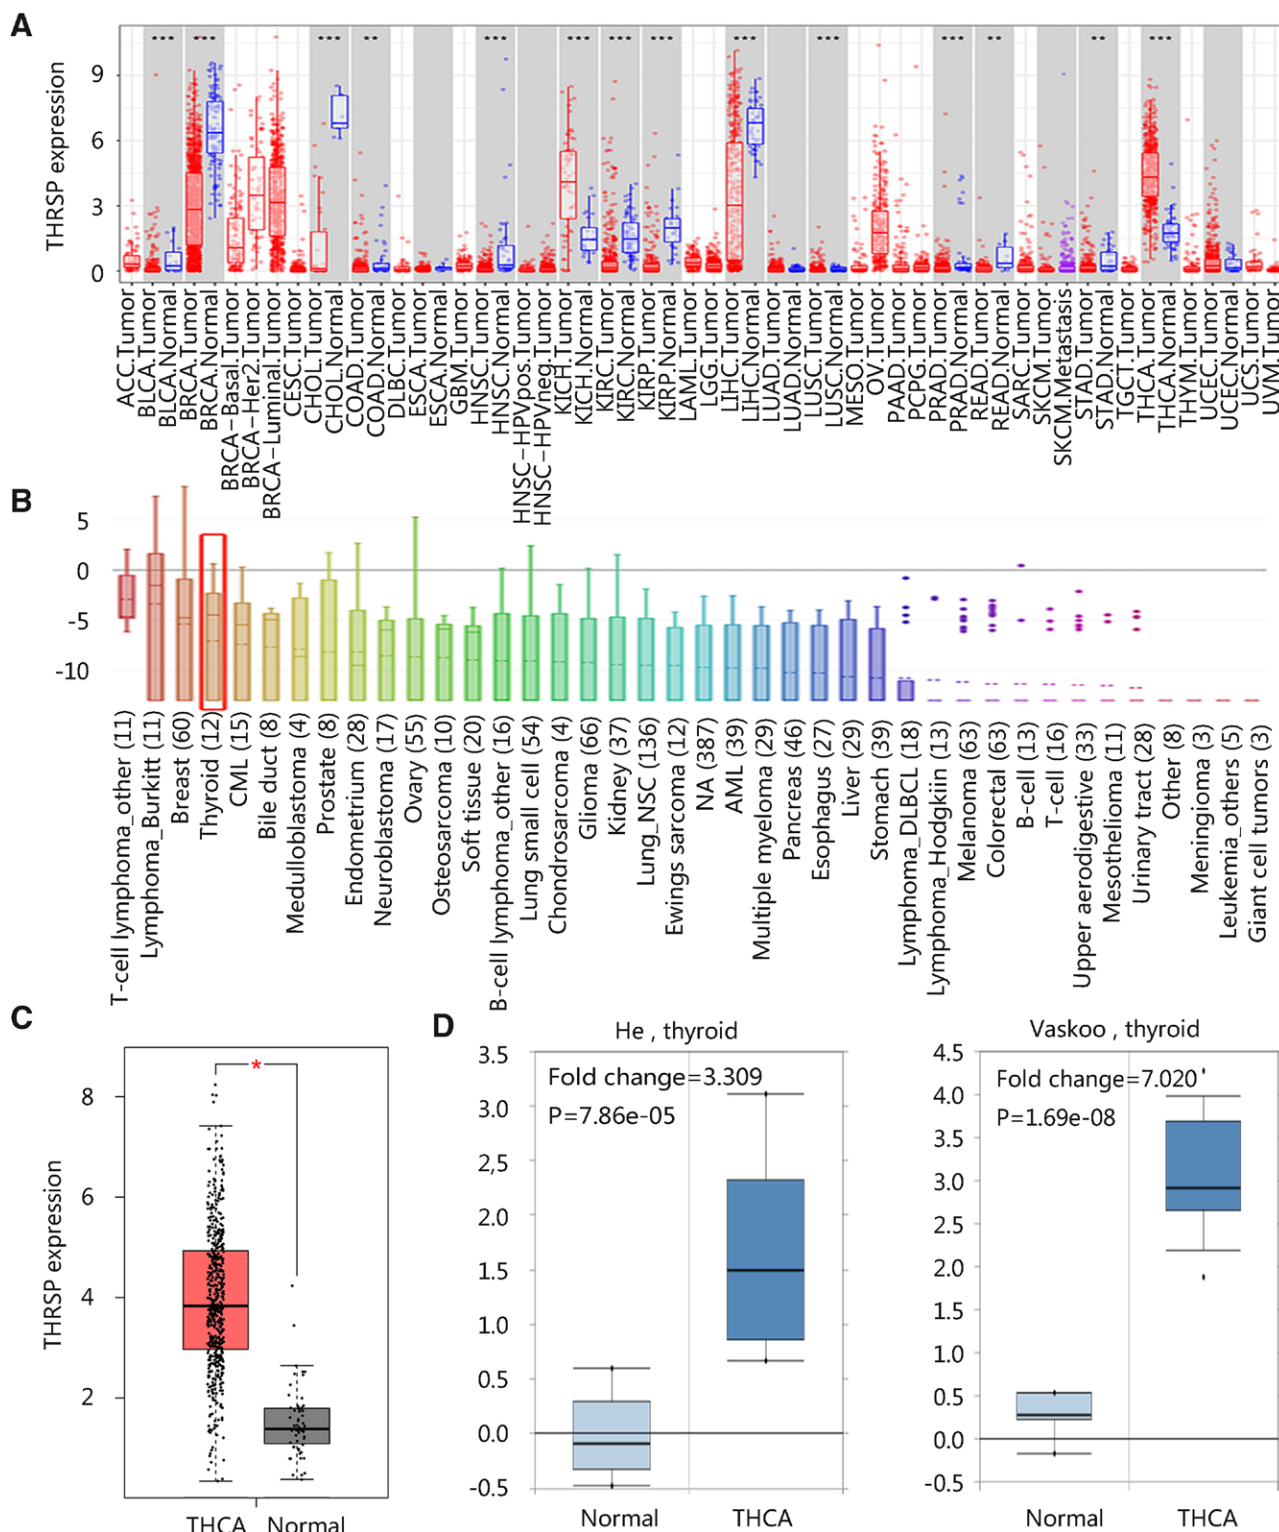 A
THRSP expression
9
6
3
0
*** *** *** ** *** *** *** *** *** *** *** ** ** ***
ACC.Tumor
BLCA.Tumor
BLCA.Normal
BRCA.Tumor
BRCA.Normal
BRCA-Basal.Tumor
BRCA-Her2.Tumor
BRCA-Luminal.Tumor
CESC.Tumor
CHOL.Tumor
CHOL.Normal
COAD.Tumor
COAD.Normal
DLBC.Tumor
ESCA.Tumor
ESCA.Normal
GBM.Tumor
HNSC.Tumor
HNSC.Normal
HNSC-HPVpos.Tumor
HNSC-HPVneg.Tumor
KICH.Tumor
KICH.Normal
KIRC.Tumor
KIRC.Normal
KIRP.Tumor
KIRP.Normal
LAML.Tumor
LGG.Tumor
LIHC.Tumor
LIHC.Normal
LUAD.Tumor
LUAD.Normal
LUSC.Tumor
LUSC.Normal
MESO.Tumor
OV.Tumor
PAAD.Tumor
PCPG.Tumor
PRAD.Tumor
PRAD.Normal
READ.Tumor
READ.Normal
SARC.Tumor
SKCM.Tumor
SKCM.Metastasis
STAD.Tumor
STAD.Normal
TGCT.Tumor
THCA.Tumor
THCA.Normal
THYM.Tumor
UCEC.Tumor
UCEC.Normal
UCS.Tumor
UVM.Tumor
B
5
0
-5
-10
T-cell lymphoma_other (11)
Lymphoma_Burkitt (11)
Breast (60)
Thyroid (12)
CML (15)
Bile duct (8)
Medulloblastoma (4)
Prostate (8)
Endometrium (28)
Neuroblastoma (17)
Ovary (55)
Osteosarcoma (10)
Soft tissue (20)
B-cell lymphoma_other (16)
Lung small cell (54)
Chondrosarcoma (4)
Glioma (66)
Kidney (37)
Lung_NSC (136)
Ewings sarcoma (12)
NA (387)
AML (39)
Multiple myeloma (29)
Pancreas (46)
Esophagus (27)
Liver (29)
Stomach (39)
Lymphoma_DLBCL (18)
Lymphoma_Hodgkin (13)
Melanoma (63)
Colorectal (63)
B-cell (13)
T-cell (16)
Upper aerodigestive (33)
Mesothelioma (11)
Urinary tract (28)
Other (8)
Meningioma (3)
Leukemia_others (5)
Giant cell tumors (3)
C
THRSP expression
8
6
4
2
*
THCA Normal
D
He , thyroid
3.5
3.0
2.5
2.0
1.5
1.0
0.5
0.0
-0.5
Fold change=3.309
P=7.86e-05
Normal THCA
Vaskoo , thyroid
4.5
4.0
3.5
3.0
2.5
2.0
1.5
1.0
0.5
0.0
-0.5
Fold change=7.020
P=1.69e-08
Normal THCA